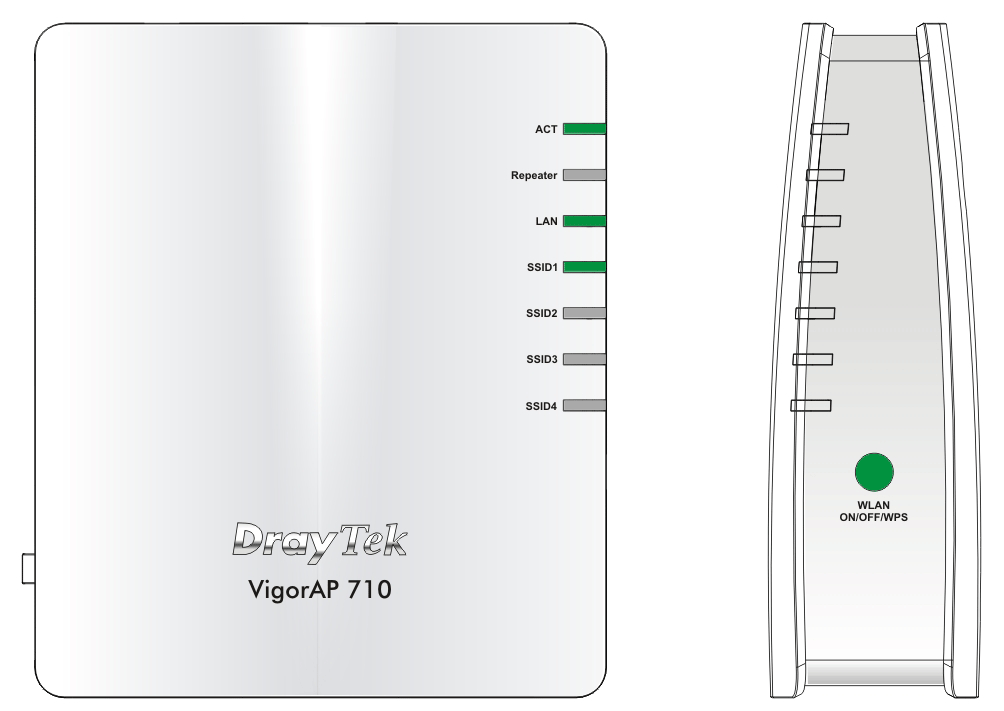 ACT
Repeater
LAN
SSID1
SSID2
SSID3
SSID4
DrayTek
VigorAP 710
WLAN
ON/OFF/WPS